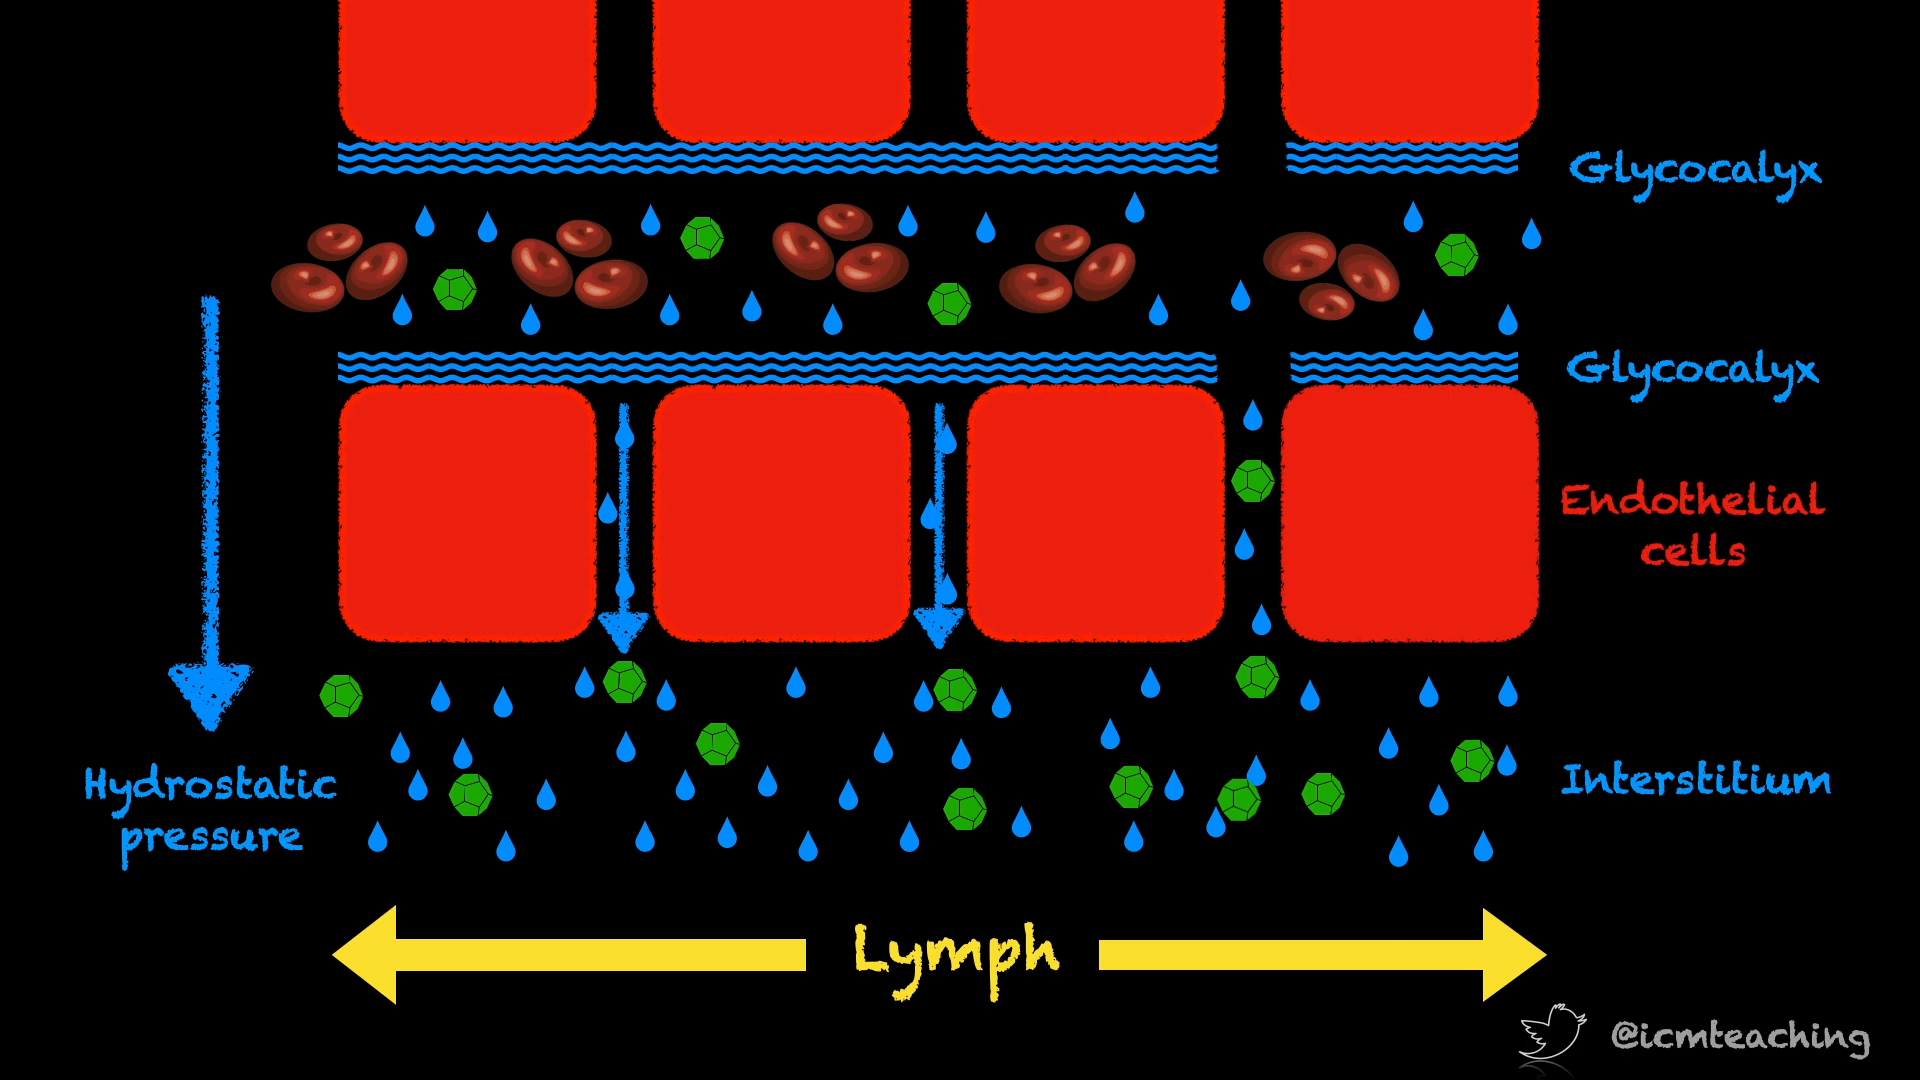 Glycocalyx
Glycocalyx
Endothelial
cells
Hydrostatic
pressure
Interstitium
Lymph
@icmteaching